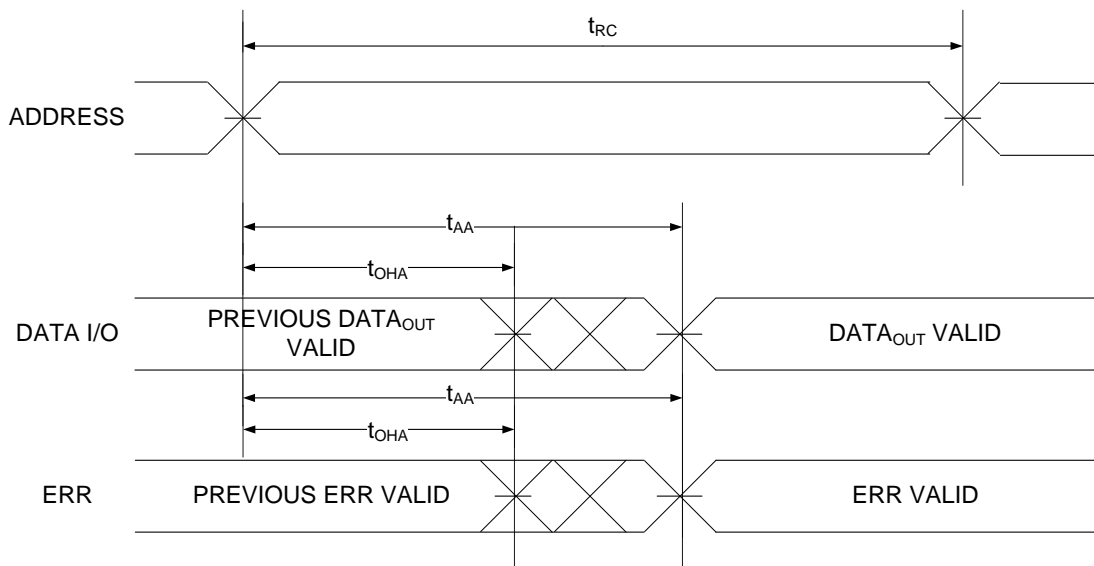 tRC
ADDRESS
tAA
tOHA
DATA I/O
PREVIOUS DATAOUT
VALID
DATAOUT VALID
tAA
tOHA
ERR
PREVIOUS ERR VALID
ERR VALID